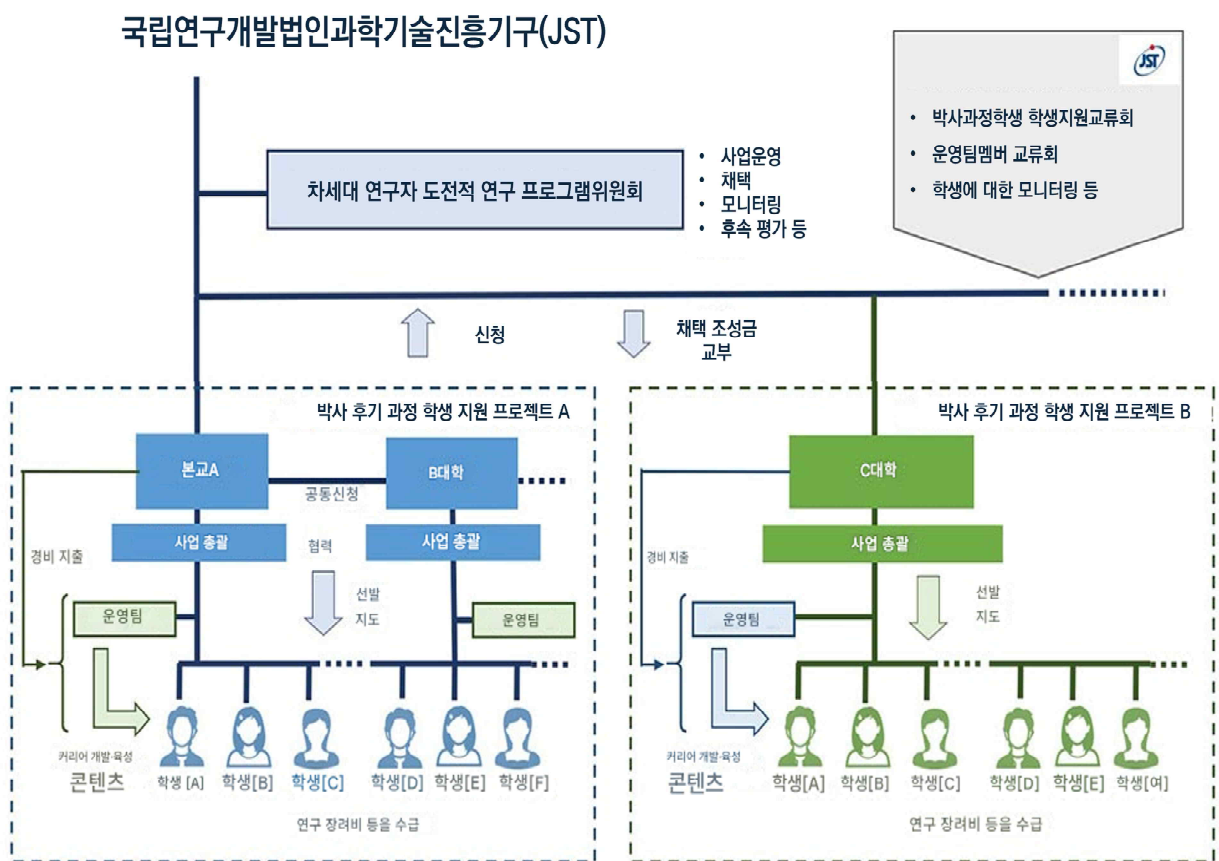 국립연구개발법인과학기술진흥기구(JST)
JST
• 박사과정학생 학생지원교류회
• 운영팀멤버 교류회
• 학생에 대한 모니터링 등
차세대 연구자 도전적 연구 프로그램위원회
• 사업운영
• 채택
• 모니터링
• 후속 평가 등
신청
채택 조성금
교부
박사 후기 과정 학생 지원 프로젝트 A
본교A
B대학
공동신청
사업 총괄
사업 총괄
협력
경비 지출
선발
지도
운영팀
운영팀
커리어 개발·육성
콘텐츠
학생 [A]
학생[B]
학생[C]
학생[D]
학생[E]
학생[F]
연구 장려비 등을 수급
박사 후기 과정 학생 지원 프로젝트 B
C대학
사업 총괄
경비 지출
선발
지도
운영팀
커리어 개발·육성
콘텐츠
학생[A]
학생[B]
학생[C]
학생[D]
학생[E]
학생[여]
연구 장려비 등을 수급